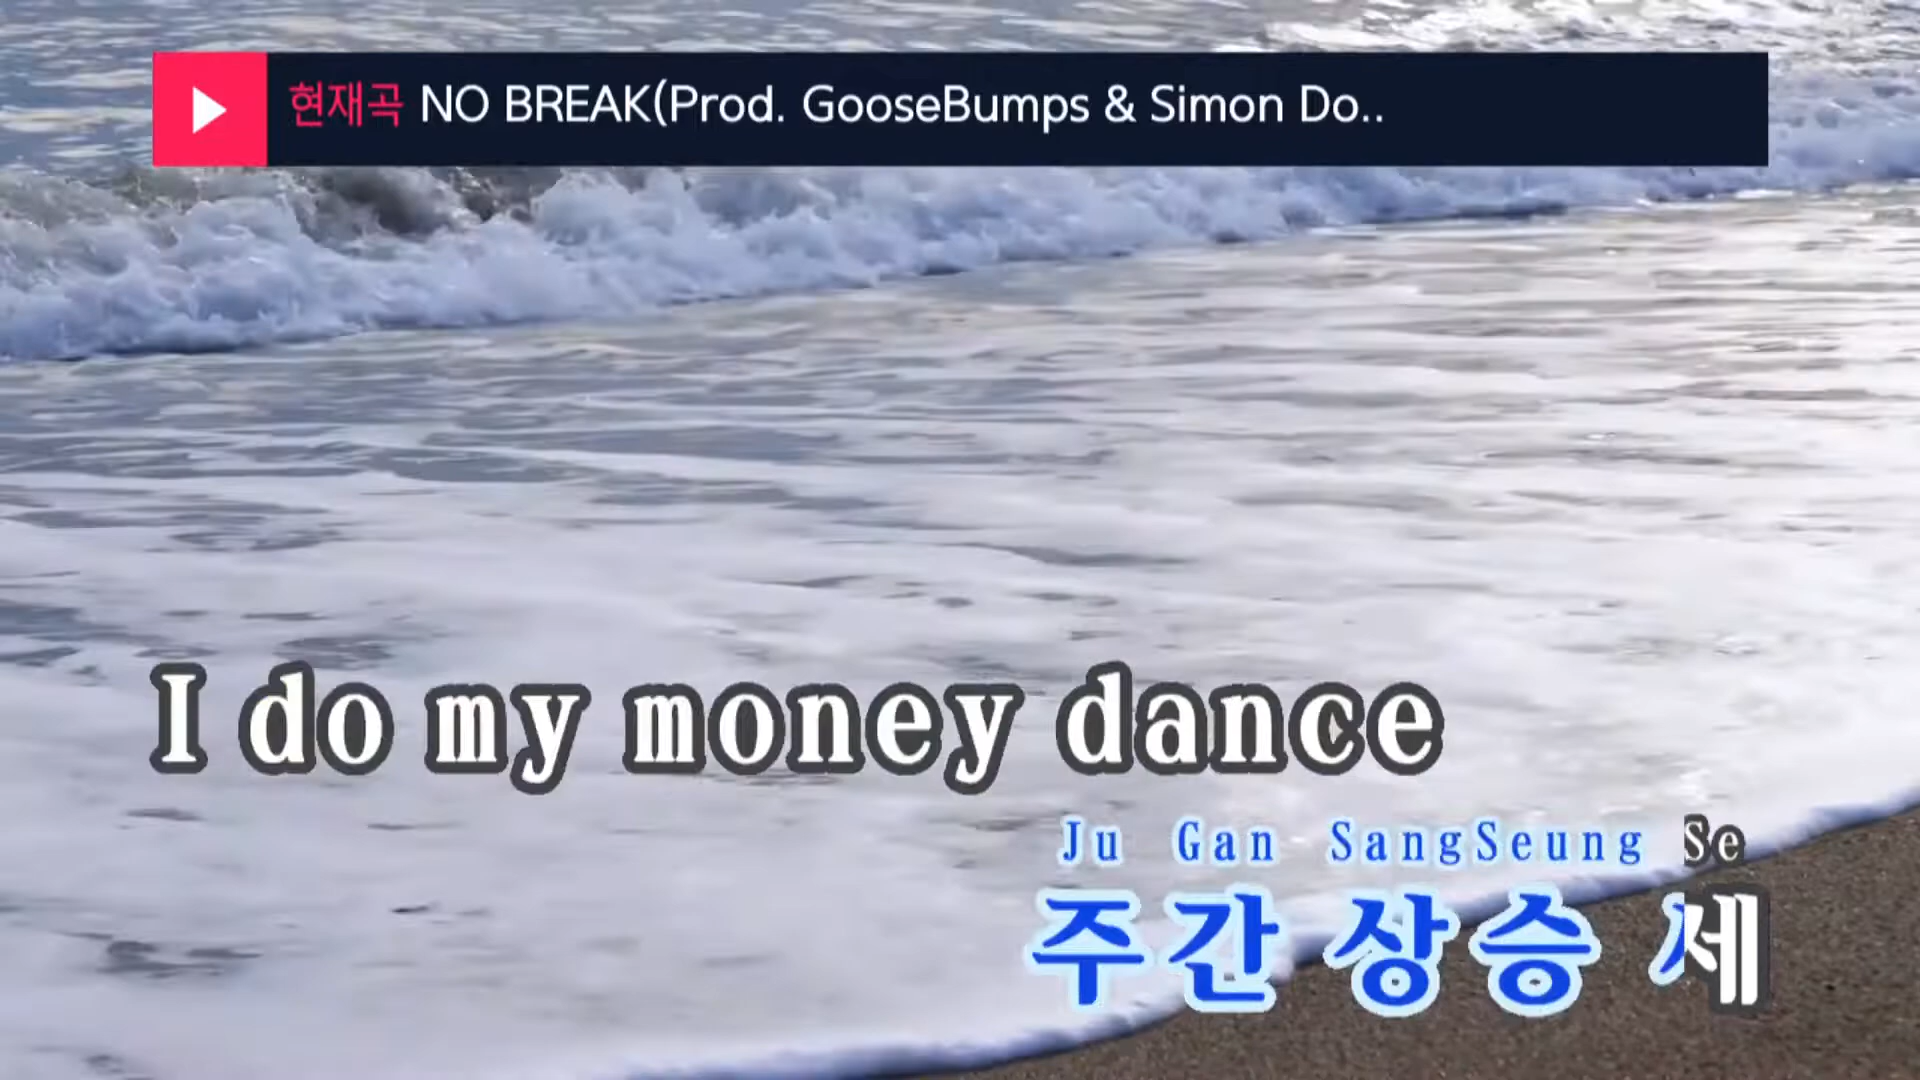 현재곡 NO BREAK(Prod. GooseBumps & Simon Do..
I do my money dance
Ju Gan SangSeung Se
주간 상승 세